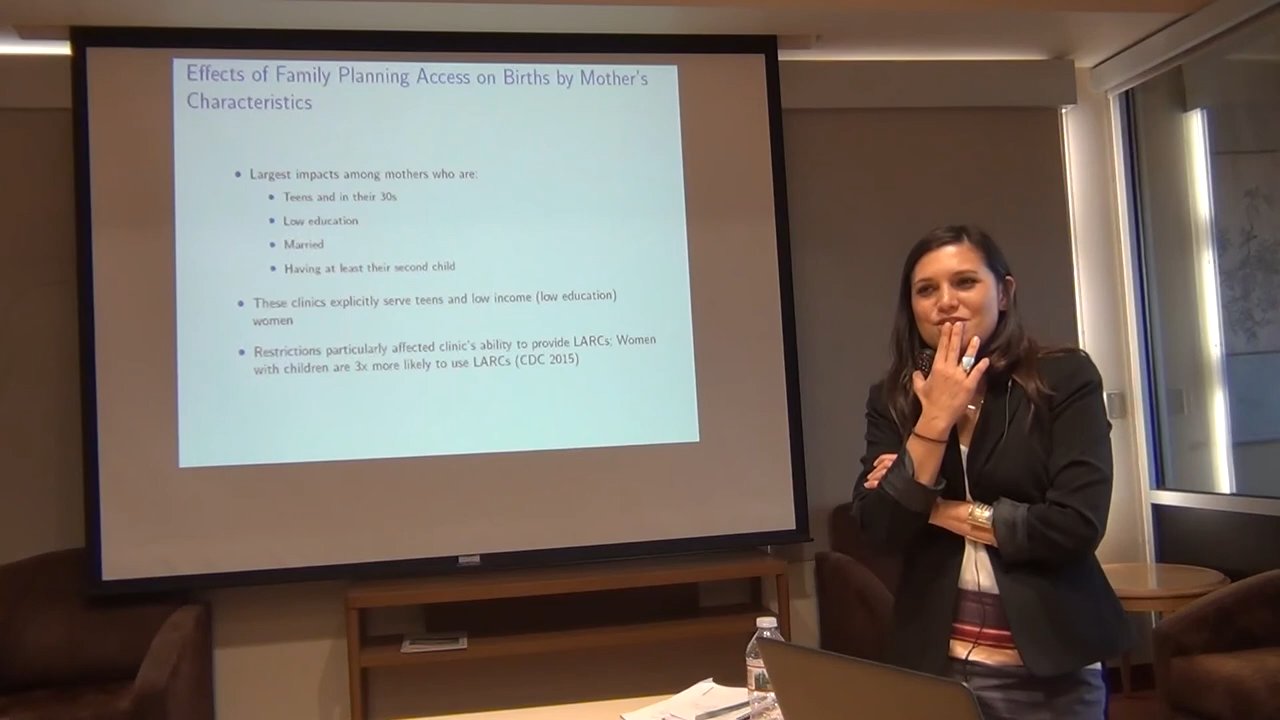 Effects of Family Planning Access on Births by Mother's
Characteristics
Largest impacts among mothers who are:
Teens and in their 30s
Low education
Married
Having at least their second child
These clinics explicitly serve teens and low income (low education)
women
Restrictions particularly affected clinic's ability to provide LARCs; Women
with children are 3x more likely to use LARCs (CDC 2015)